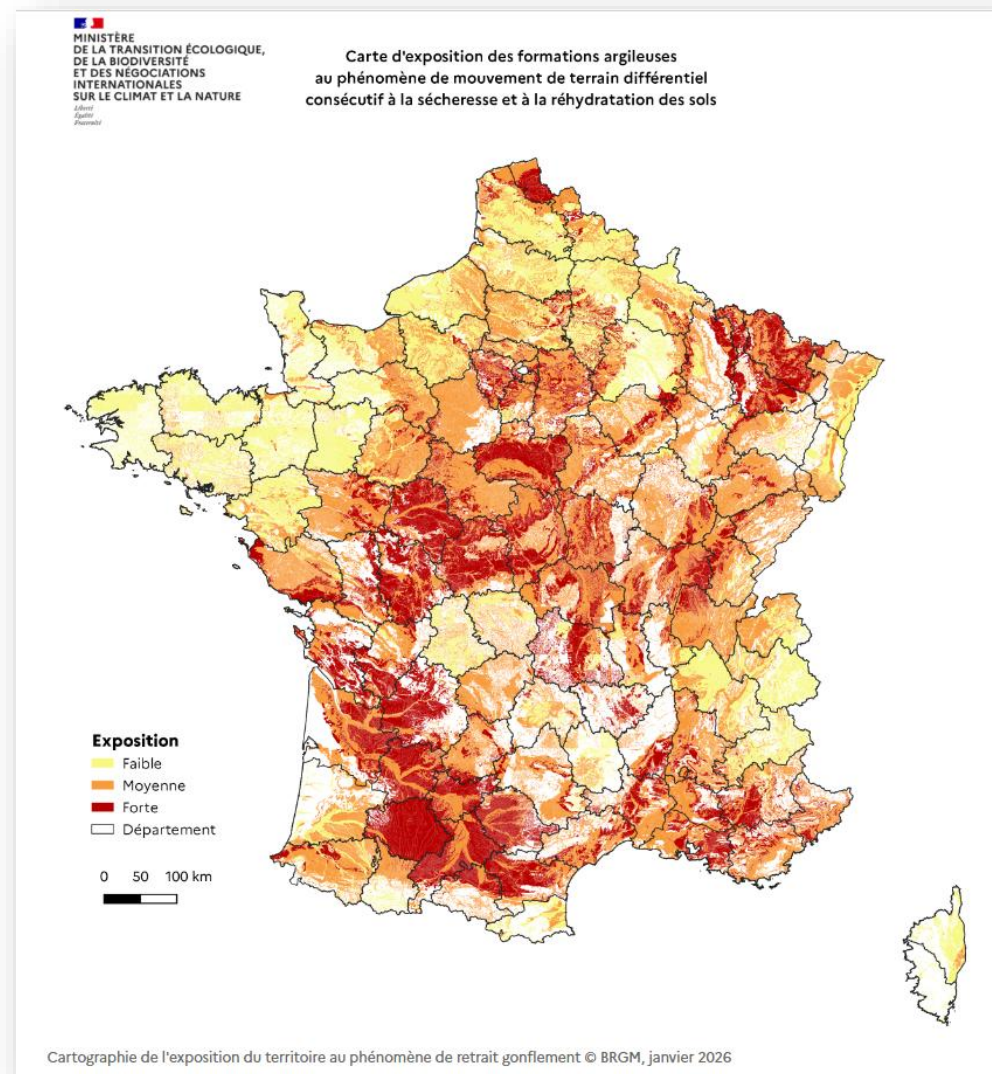 MINISTÈRE
DE LA TRANSITION ÉCOLOGIQUE,
DE LA BIODIVERSITÉ
ET DES NÉGOCIATIONS
INTERNATIONALES
SUR LE CLIMAT ET LA NATURE
Liberté
Égalité
Fraternité
Carte d'exposition des formations argileuses
au phénomène de mouvement de terrain différentiel
consécutif à la sécheresse et à la réhydratation des sols
Exposition
Faible
Moyenne
Forte
Département
0 50 100 km
Cartographie de l'exposition du territoire au phénomène de retrait gonflement © BRGM, janvier 2026